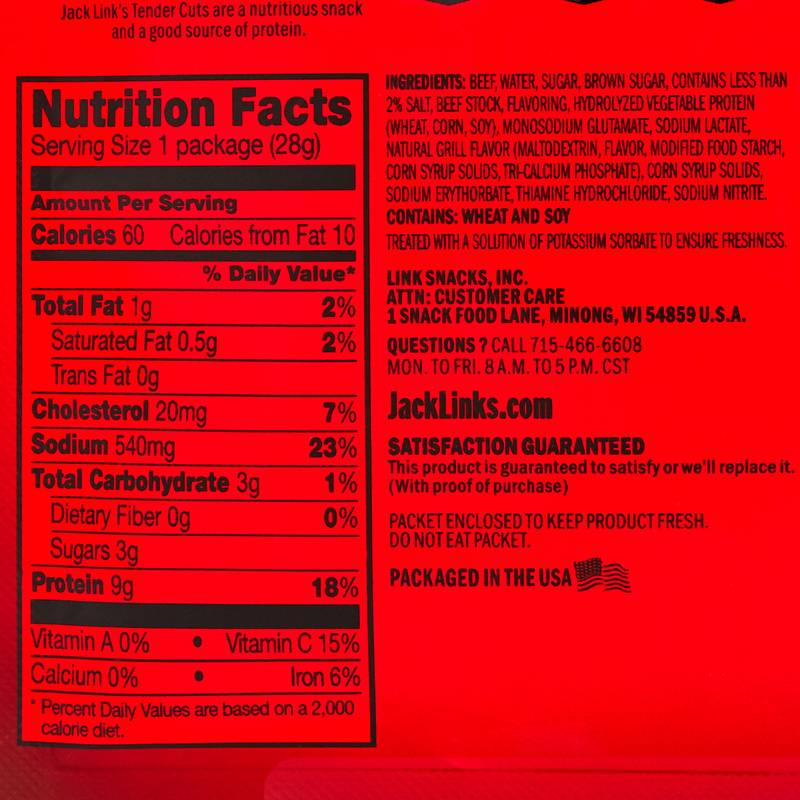 Jack Link's Tender Cuts are a nutritious snack
and a good source of protein.
Nutrition Facts
Serving Size 1 package (28g)
Amount Per Serving
Calories 60 Calories from Fat 10
% Daily Value*
Total Fat 1g 2%
Saturated Fat 0.5g 2%
Trans Fat 0g
Cholesterol 20mg 7%
Sodium 540mg 23%
Total Carbohydrate 3g 1%
Dietary Fiber 0g 0%
Sugars 3g
Protein 9g 18%
Vitamin A 0% • Vitamin C 15%
Calcium 0% • Iron 6%
* Percent Daily Values are based on a 2,000
calorie diet.
INGREDIENTS: BEEF, WATER, SUGAR, BROWN SUGAR, CONTAINS LESS THAN
2% SALT, BEEF STOCK, FLAVORING, HYDROLYZED VEGETABLE PROTEIN
(WHEAT, CORN, SOY), MONOSODIUM GLUTAMATE, SODIUM LACTATE,
NATURAL GRILL FLAVOR (MALTODEXTRIN, FLAVOR, MODIFIED FOOD STARCH,
CORN SYRUP SOLIDS, TRI-CALCIUM PHOSPHATE), CORN SYRUP SOLIDS,
SODIUM ERYTHORBATE, THIAMINE HYDROCHLORIDE, SODIUM NITRITE.
CONTAINS: WHEAT AND SOY
TREATED WITH A SOLUTION OF POTASSIUM SORBATE TO ENSURE FRESHNESS.
LINK SNACKS, INC.
ATTN: CUSTOMER CARE
1 SNACK FOOD LANE, MINONG, WI 54859 U.S.A.
QUESTIONS? CALL 715-466-6608
MON. TO FRI. 8 A.M. TO 5 P.M. CST
JackLinks.com
SATISFACTION GUARANTEED
This product is guaranteed to satisfy or we'll replace it.
(With proof of purchase)
PACKET ENCLOSED TO KEEP PRODUCT FRESH.
DO NOT EAT PACKET.
PACKAGED IN THE USA